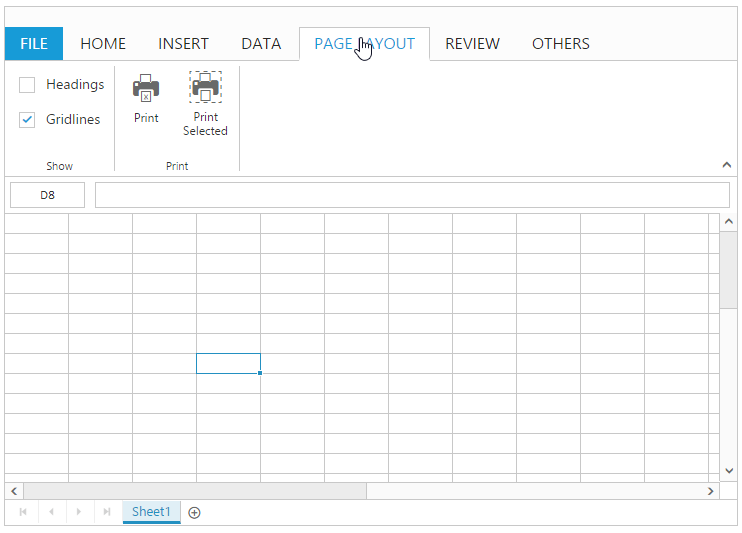 FILE HOME INSERT DATA PAGE LAYOUT REVIEW OTHERS
Headings
Gridlines
Show
Print
Print
Selected
Print
D8
Sheet1